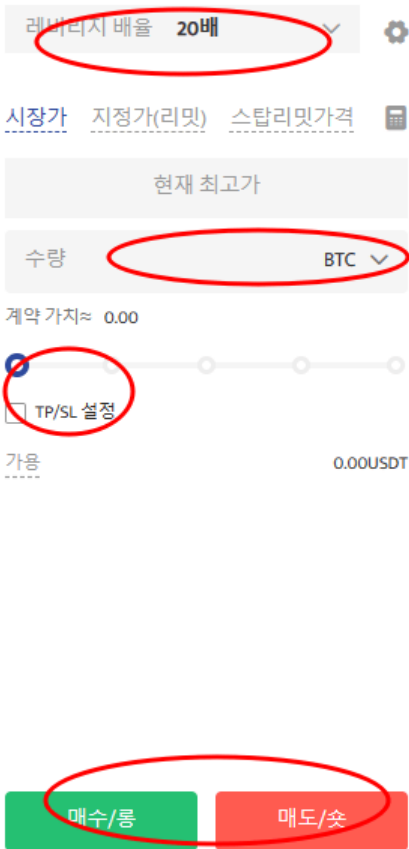 레버리지 배율 20배
시장가 지정가(리밋) 스탑리밋가격
현재 최고가
수량 BTC
계약 가치≈ 0.00
TP/SL 설정
가용 0.00USDT
매수/롱 매도/숏